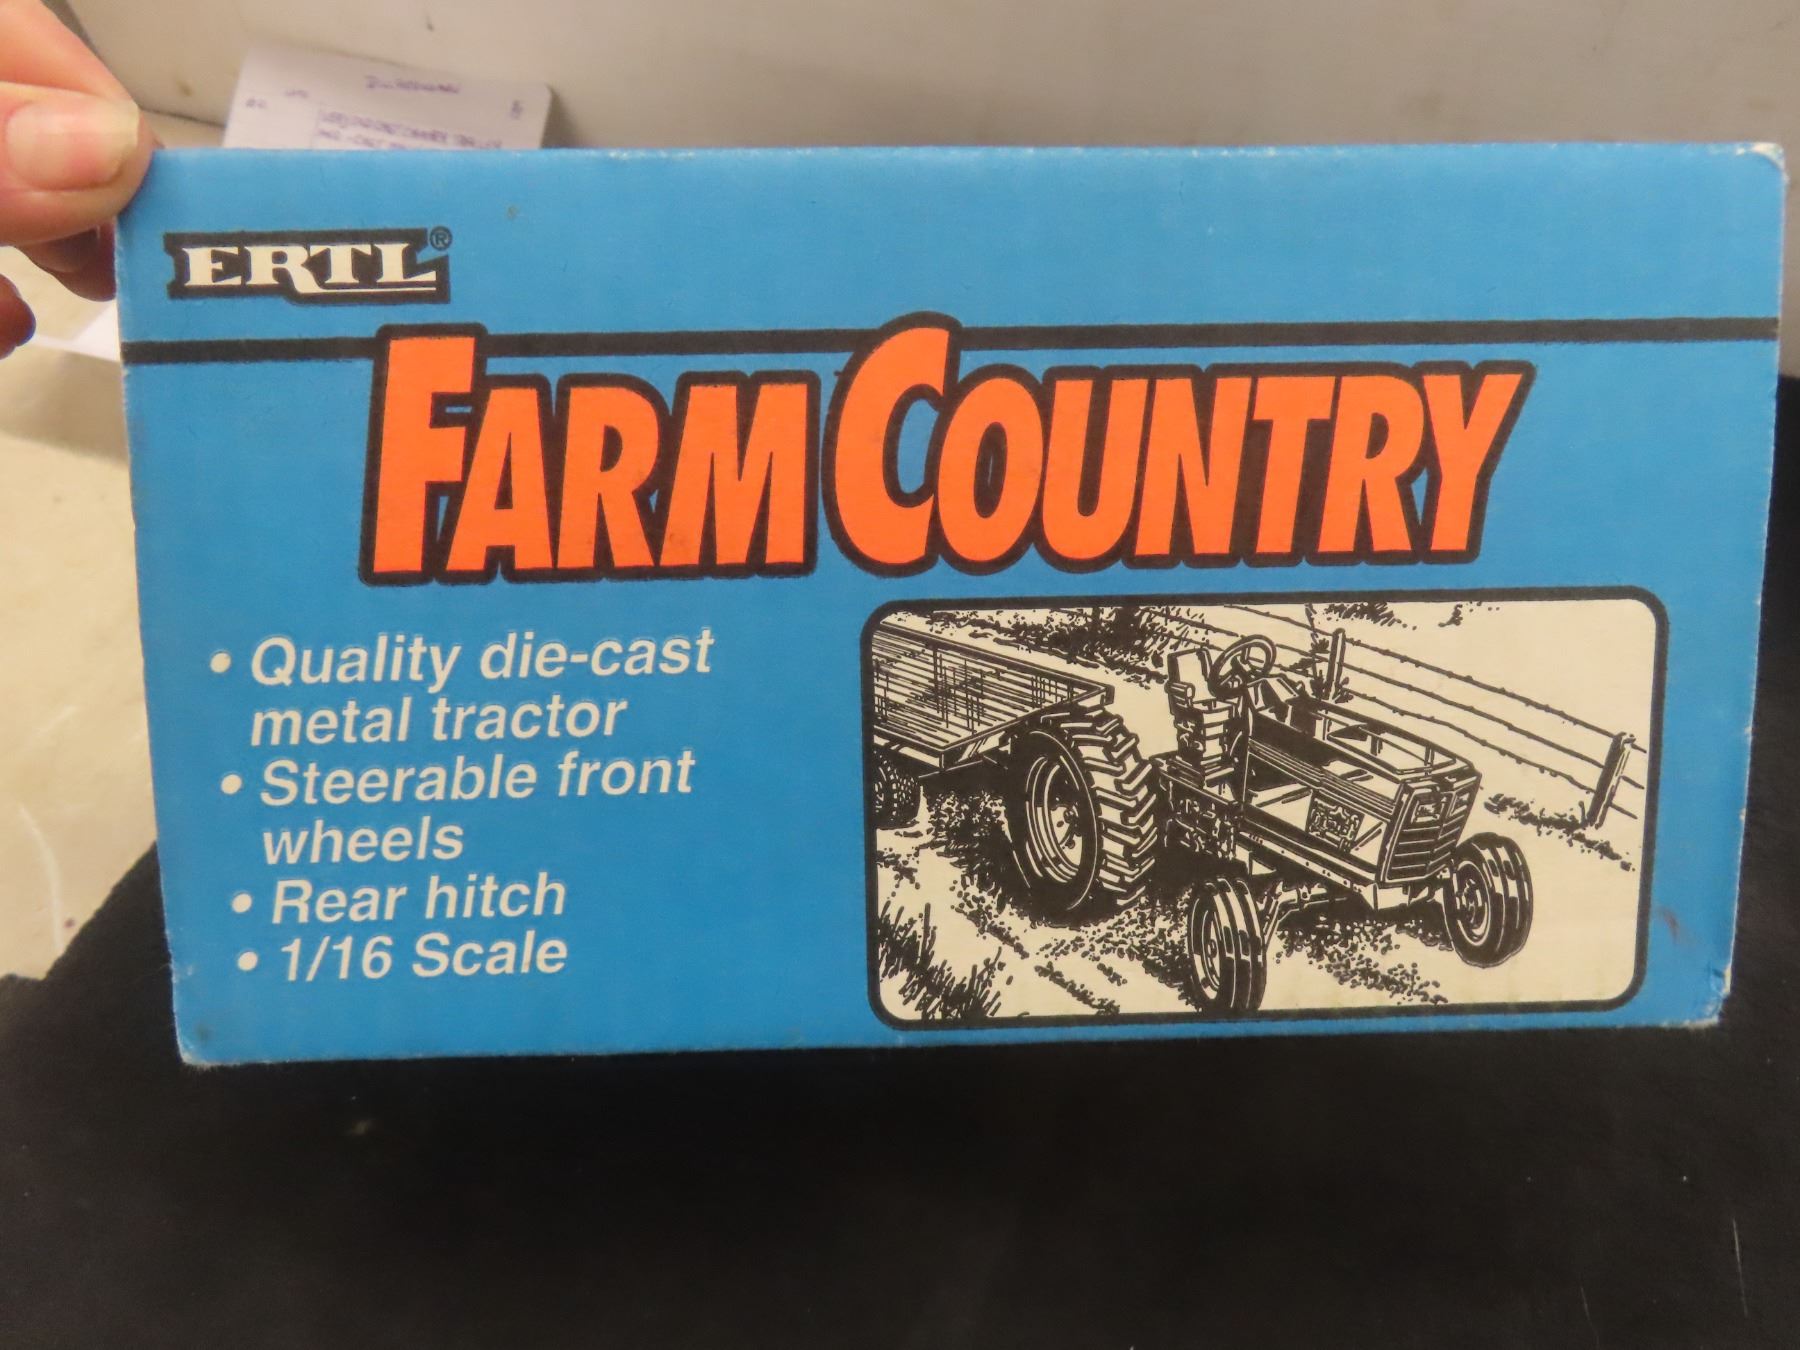 ERTL®
FARM COUNTRY
• Quality die-cast
metal tractor
• Steerable front
wheels
• Rear hitch
• 1/16 Scale